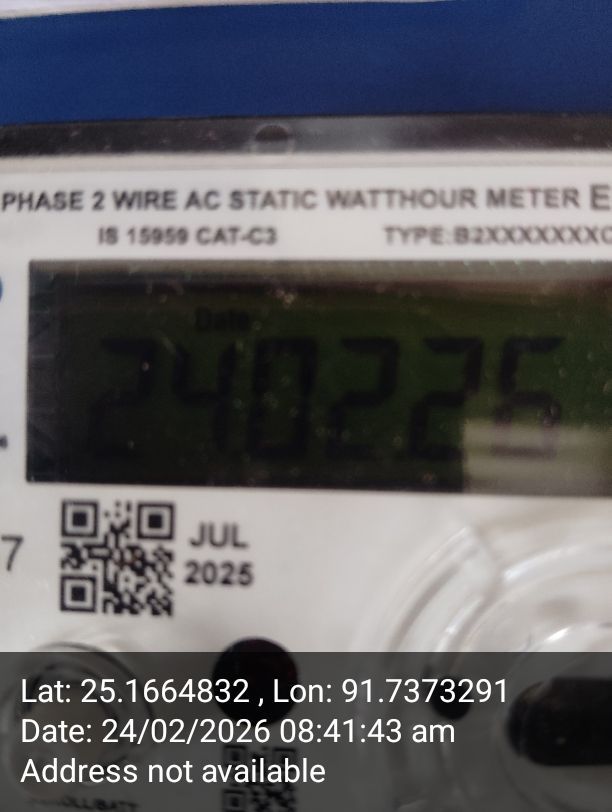 PHASE 2 WIRE AC STATIC WATTHOUR METER E
IS 15959 CAT-C3 TYPE:B2XXXXXXXC
Date
240226
7
JUL
2025
Lat: 25.1664832 , Lon: 91.7373291
Date: 24/02/2026 08:41:43 am
Address not available